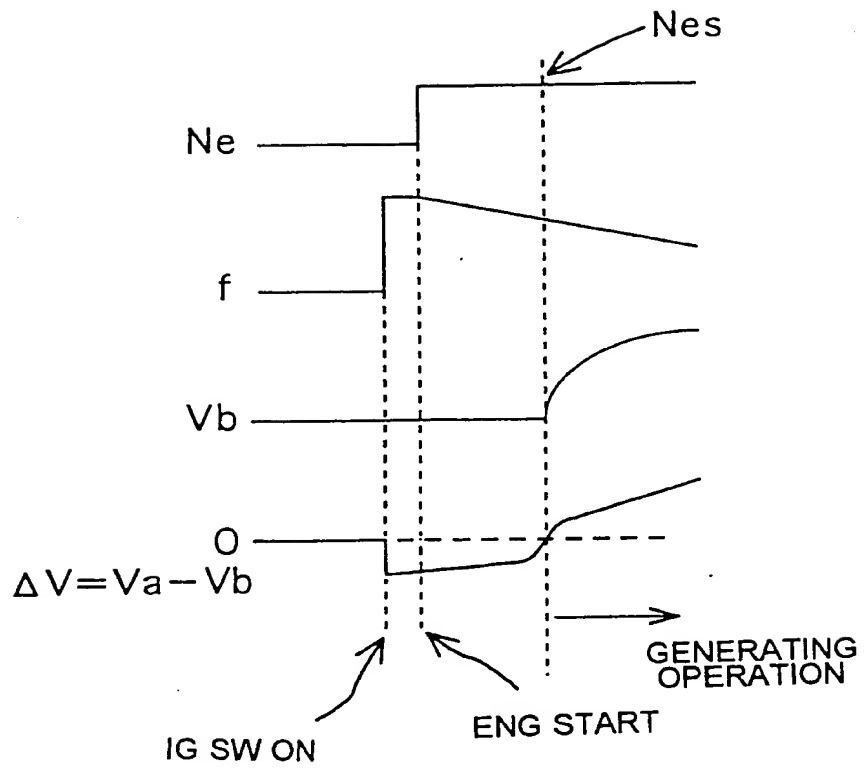 Nes
Ne
f
Vb
0
ΔV=Va−Vb
GENERATING
OPERATION
ENG START
IG SW ON